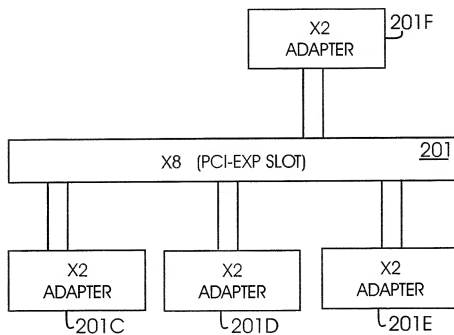 X2
ADAPTER
201F
X8 (PCI-EXP SLOT)
201
X2
ADAPTER
X2
ADAPTER
X2
ADAPTER
201C
201D
201E